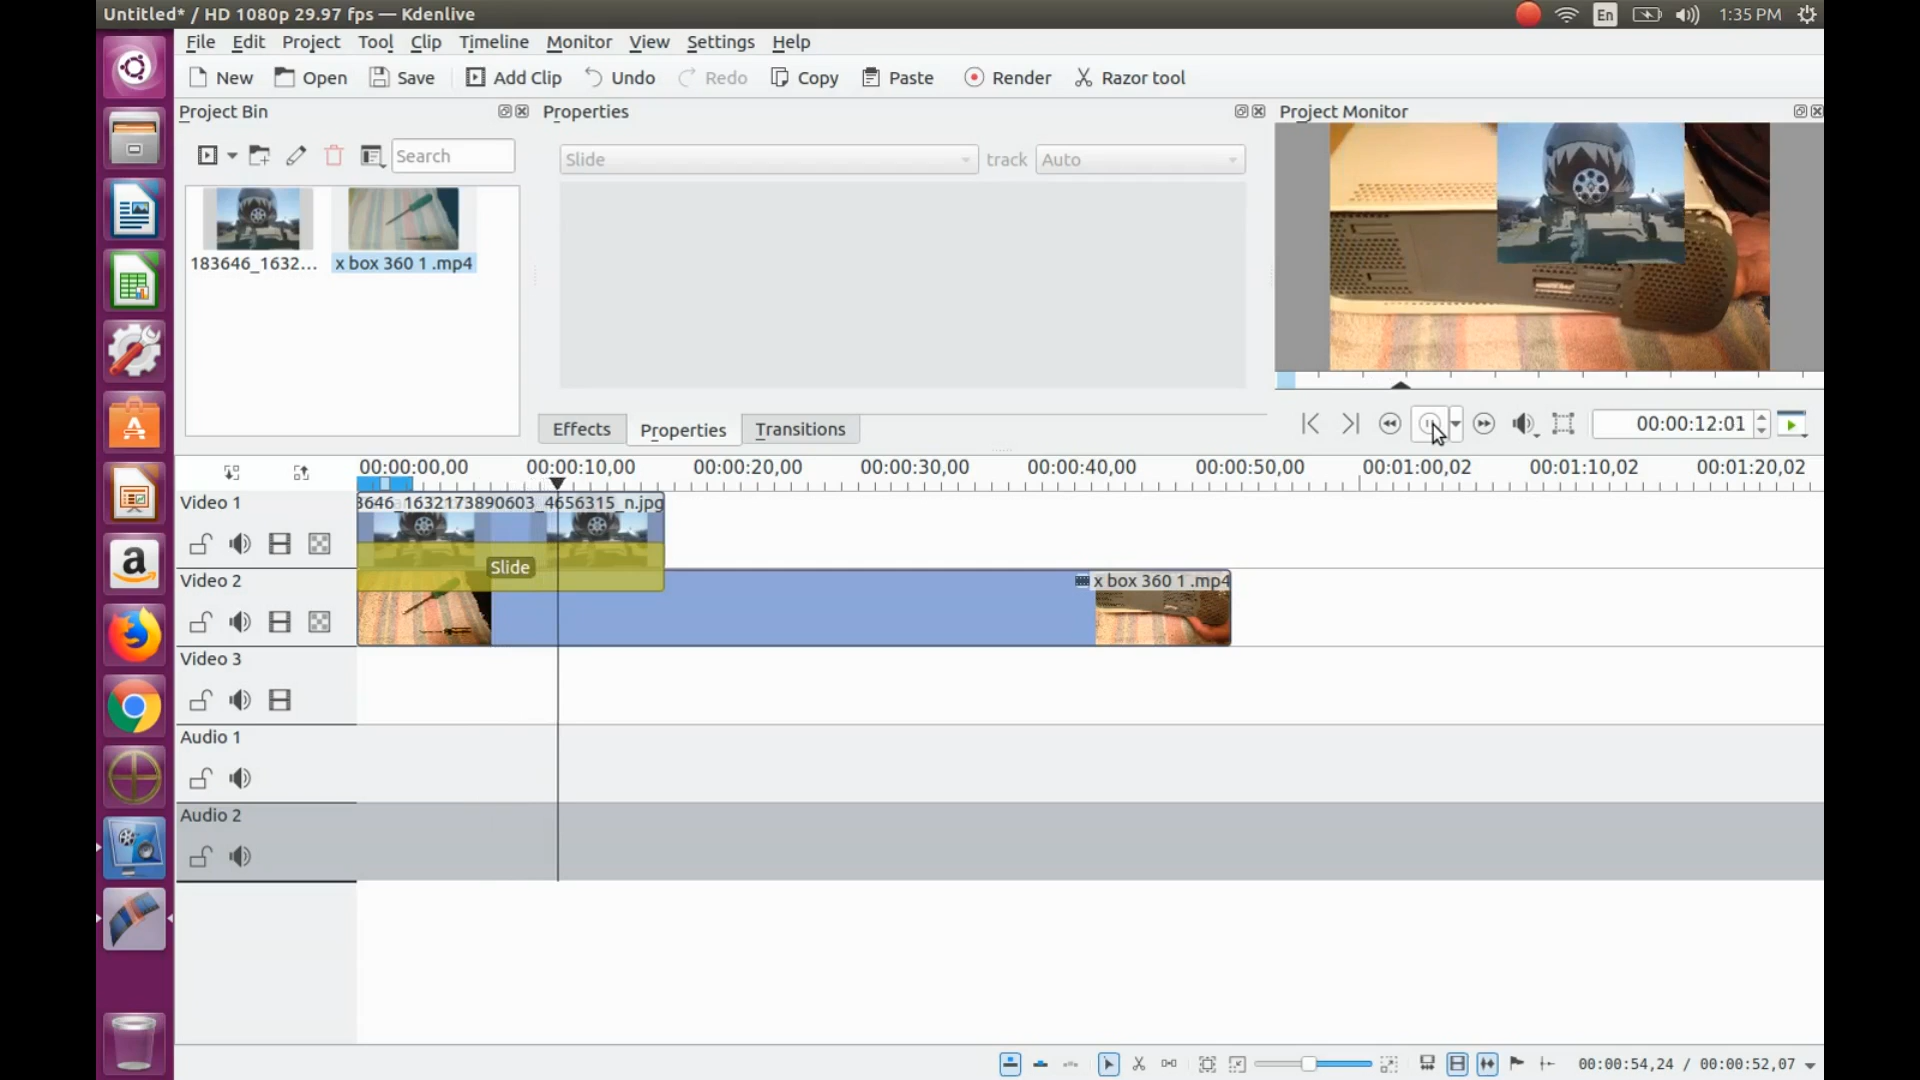 Untitled* / HD 1080p 29.97 fps — Kdenlive
En
1:35 PM
File Edit Project Tool Clip Timeline Monitor View Settings Help
New Open Save Add Clip Undo Redo Copy Paste Render Razor tool
Project Bin
Properties
Project Monitor
Search
Slide track Auto
183646_1632... x box 360 1 .mp4
Effects Properties Transitions
00:00:12:01
00:00:00,00 00:00:10,00 00:00:20,00 00:00:30,00 00:00:40,00 00:00:50,00 00:01:00,02 00:01:10,02 00:01:20,02
Video 1
3646_1632173890603_4656315_n.jpg
Slide
Video 2
x box 360 1 .mp4
Video 3
Audio 1
Audio 2
00:00:54,24 / 00:00:52,07